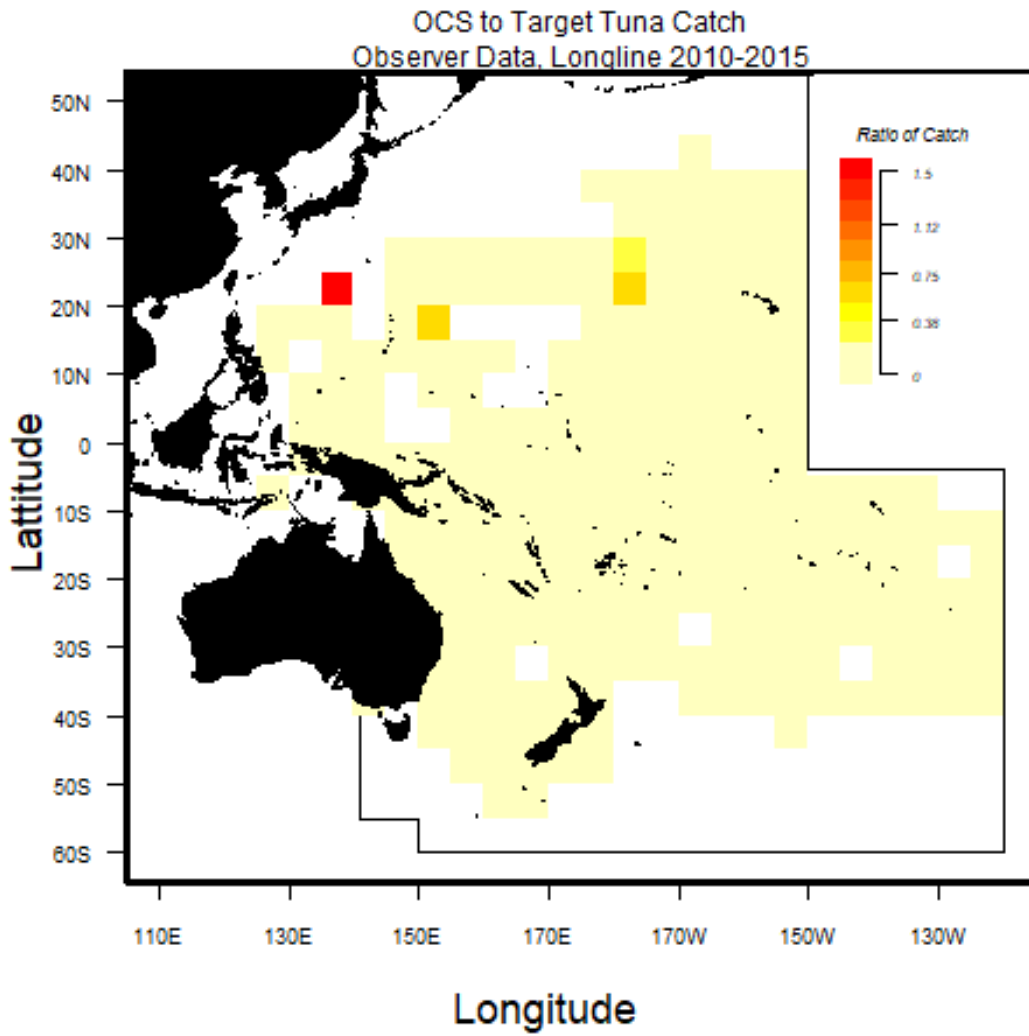 OCS to Target Tuna Catch
Observer Data, Longline 2010-2015
Ratio of Catch
1.5
1.12
0.75
0.38
0
50N
40N
30N
20N
10N
0
10S
20S
30S
40S
50S
60S
Lattitude
110E
130E
150E
170E
170W
150W
130W
Longitude